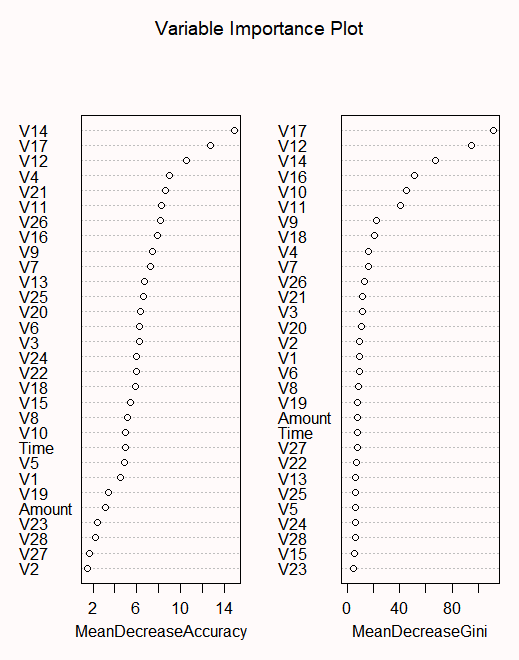 Variable Importance Plot
V14
V17
V12
V4
V21
V11
V26
V16
V9
V7
V13
V25
V20
V6
V3
V24
V22
V18
V15
V8
V10
Time
V5
V1
V19
Amount
V23
V28
V27
V2
2 6 10 14
MeanDecreaseAccuracy
V17
V12
V14
V16
V10
V11
V9
V18
V4
V7
V26
V21
V3
V20
V2
V1
V6
V8
V19
Amount
Time
V27
V22
V13
V25
V5
V24
V28
V15
V23
0 40 80
MeanDecreaseGini